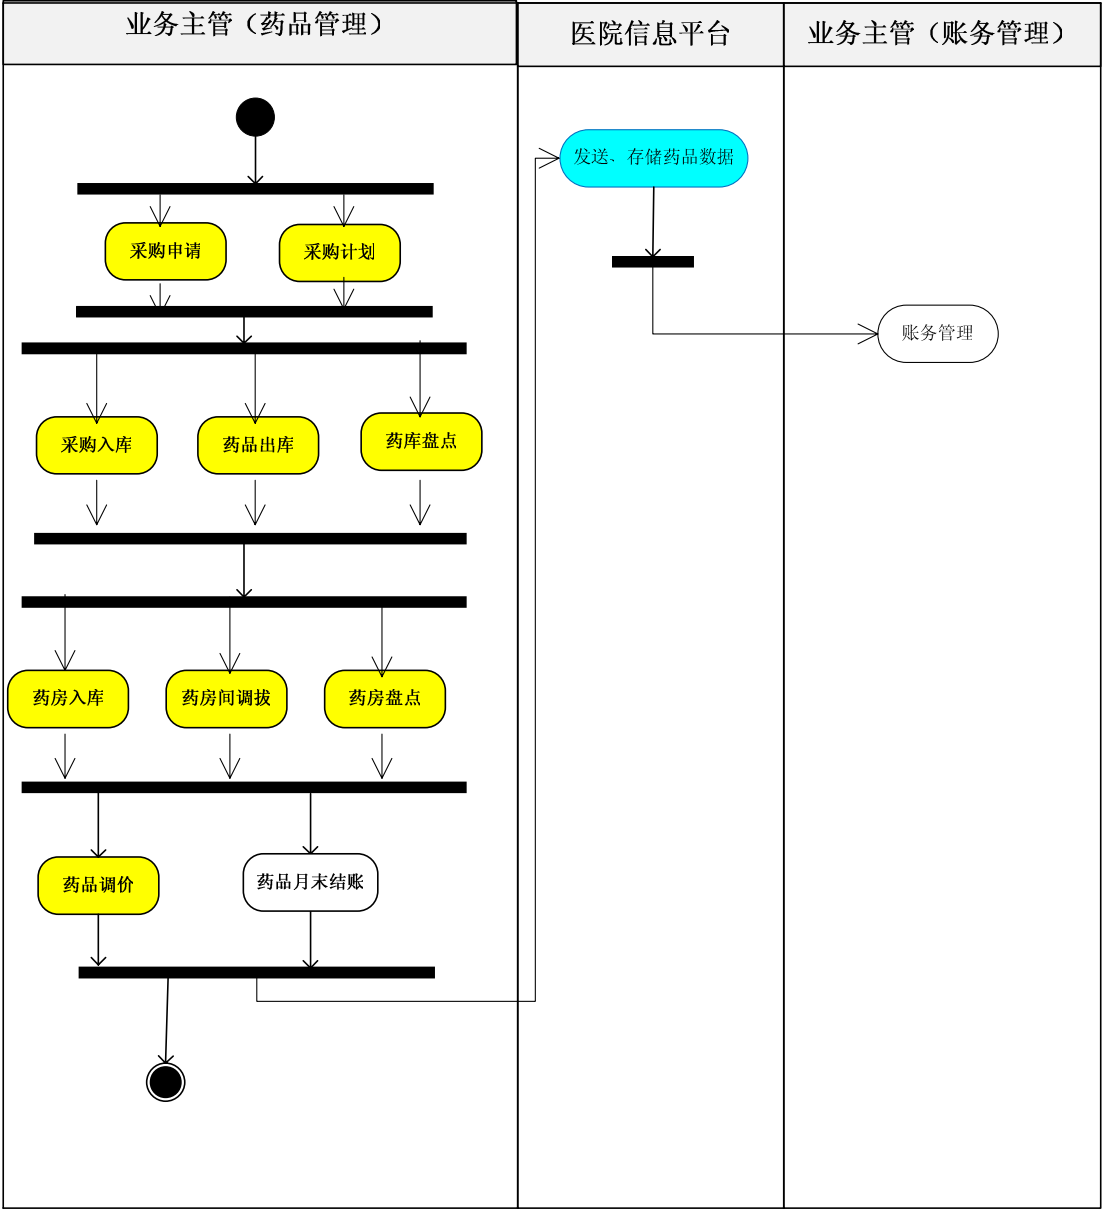 业务主管（药品管理）
医院信息平台
业务主管（账务管理）
发送、存储药品数据
采购申请
采购计划
账务管理
采购入库
药品出库
药库盘点
药房入库
药房间调拔
药房盘点
药品调价
药品月末结账